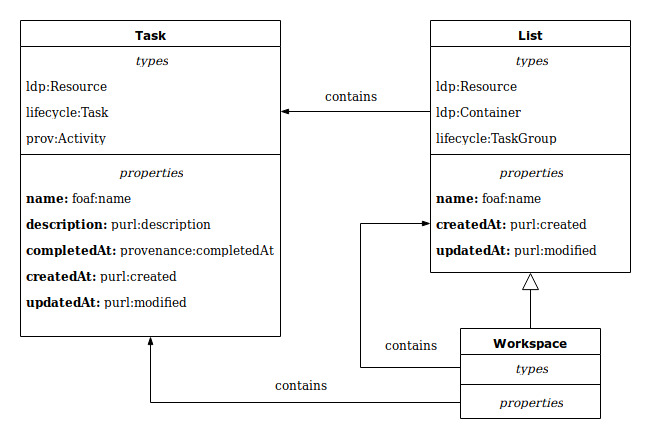 Task
types
ldp:Resource
lifecycle:Task
prov:Activity
properties
name: foaf:name
description: purl:description
completedAt: provenance:completedAt
createdAt: purl:created
updatedAt: purl:modified
contains
List
types
ldp:Resource
ldp:Container
lifecycle:TaskGroup
properties
name: foaf:name
createdAt: purl:created
updatedAt: purl:modified
contains
Workspace
types
properties
contains